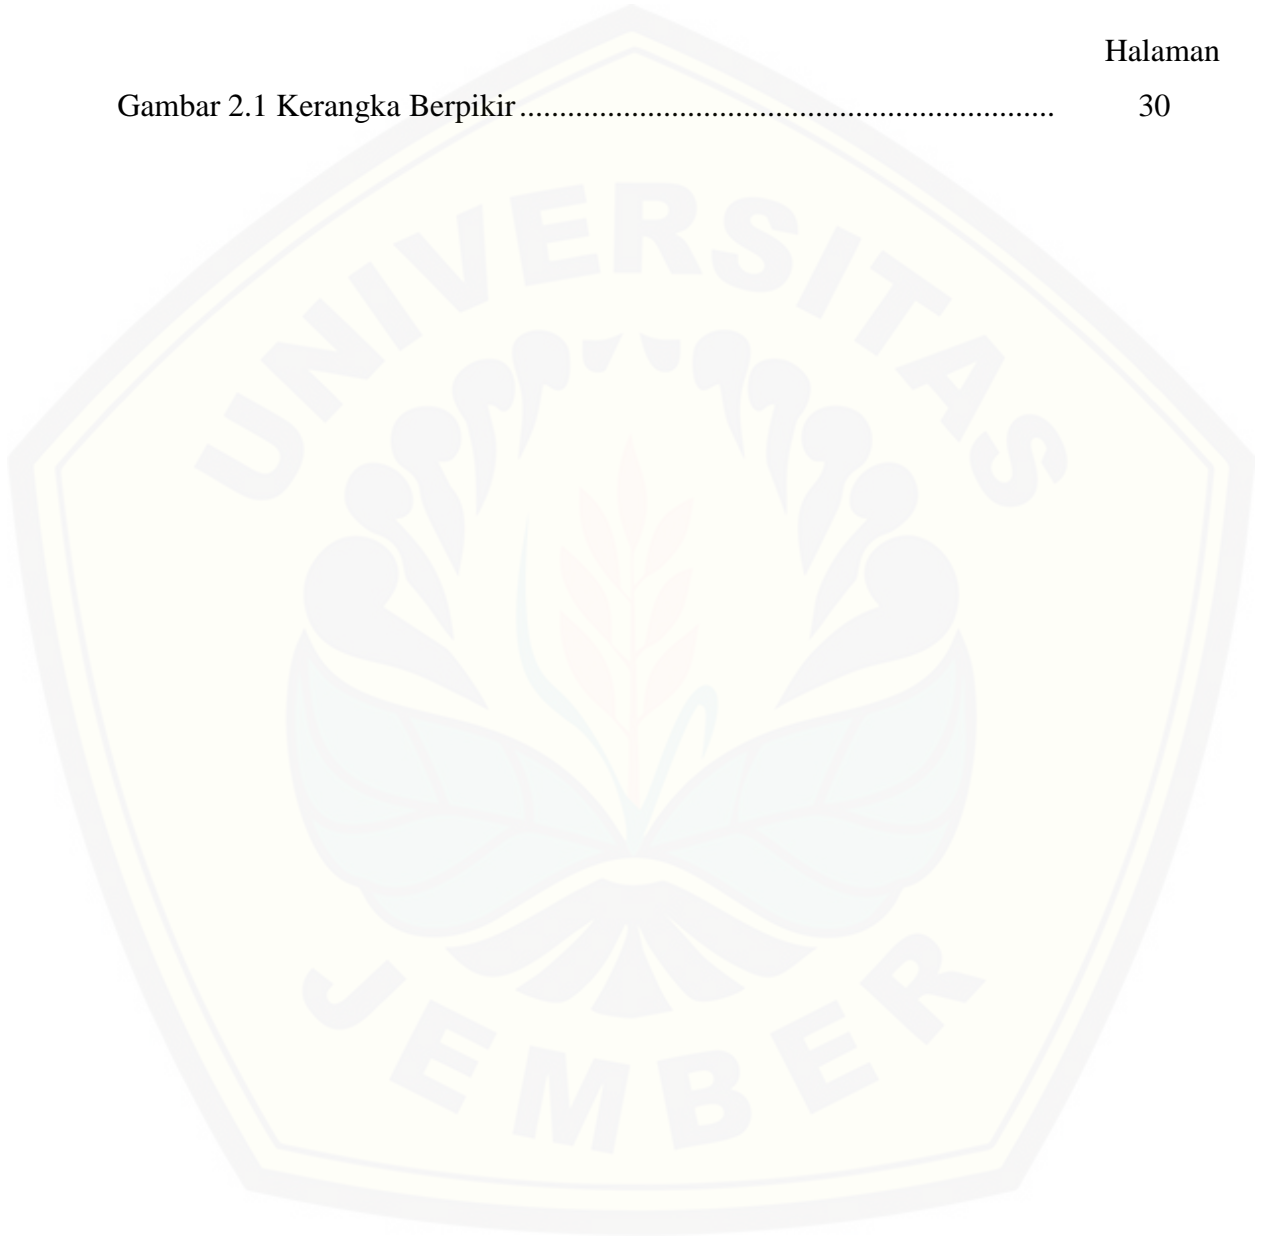 Halaman
Gambar 2.1 Kerangka Berpikir................................................................... 30
UNIVERSITAS
JEMBER